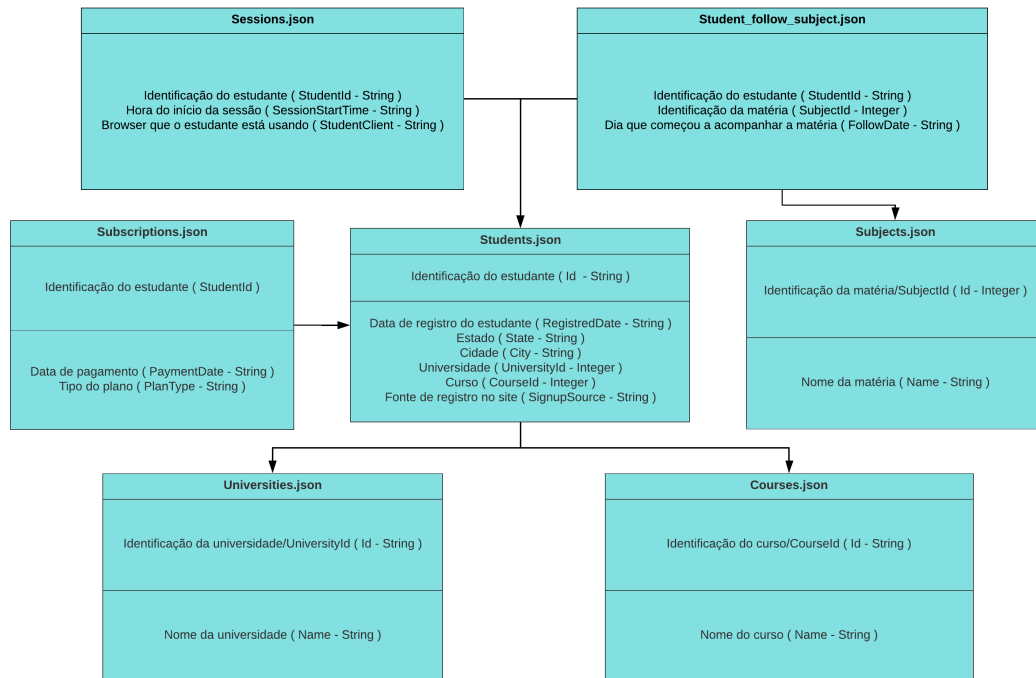 Sessions.json
Identificação do estudante ( StudentId - String )
Hora do início da sessão ( SessionStartTime - String )
Browser que o estudante está usando ( StudentClient - String )
Student_follow_subject.json
Identificação do estudante ( StudentId - String )
Identificação da matéria ( SubjectId - Integer )
Dia que começou a acompanhar a matéria ( FollowDate - String )
Subscriptions.json
Identificação do estudante ( StudentId )
Data de pagamento ( PaymentDate - String )
Tipo do plano ( PlanType - String )
Students.json
Identificação do estudante ( Id  - String )
Data de registro do estudante ( RegistredDate - String )
Estado ( State - String )
Cidade ( City - String )
Universidade ( UniversityId - Integer )
Curso ( CourseId - Integer )
Fonte de registro no site ( SignupSource - String )
Subjects.json
Identificação da matéria/SubjectId ( Id - Integer )
Nome da matéria ( Name - String )
Universities.json
Identificação da universidade/UniversityId ( Id - String )
Nome da universidade ( Name - String )
Courses.json
Identificação do curso/CourseId ( Id - String )
Nome do curso ( Name - String )